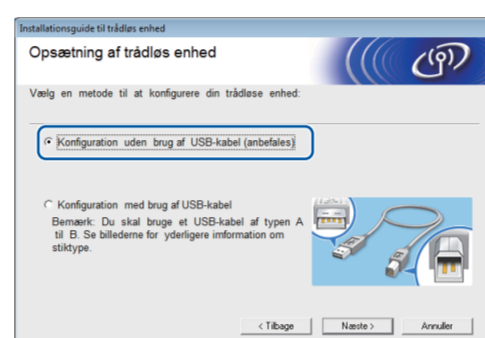 Installationsguide til trådløs enhed
Opsætning af trådløs enhed
Vælg en metode til at konfigurere din trådløse enhed:
Konfiguration uden brug af USB-kabel (anbefales)
Konfiguration med brug af USB-kabel
Bemærk: Du skal bruge et USB-kabel af typen A
til B. Se billederne for yderligere imformation om
stiktype.
< Tilbage
Næste >
Annuller